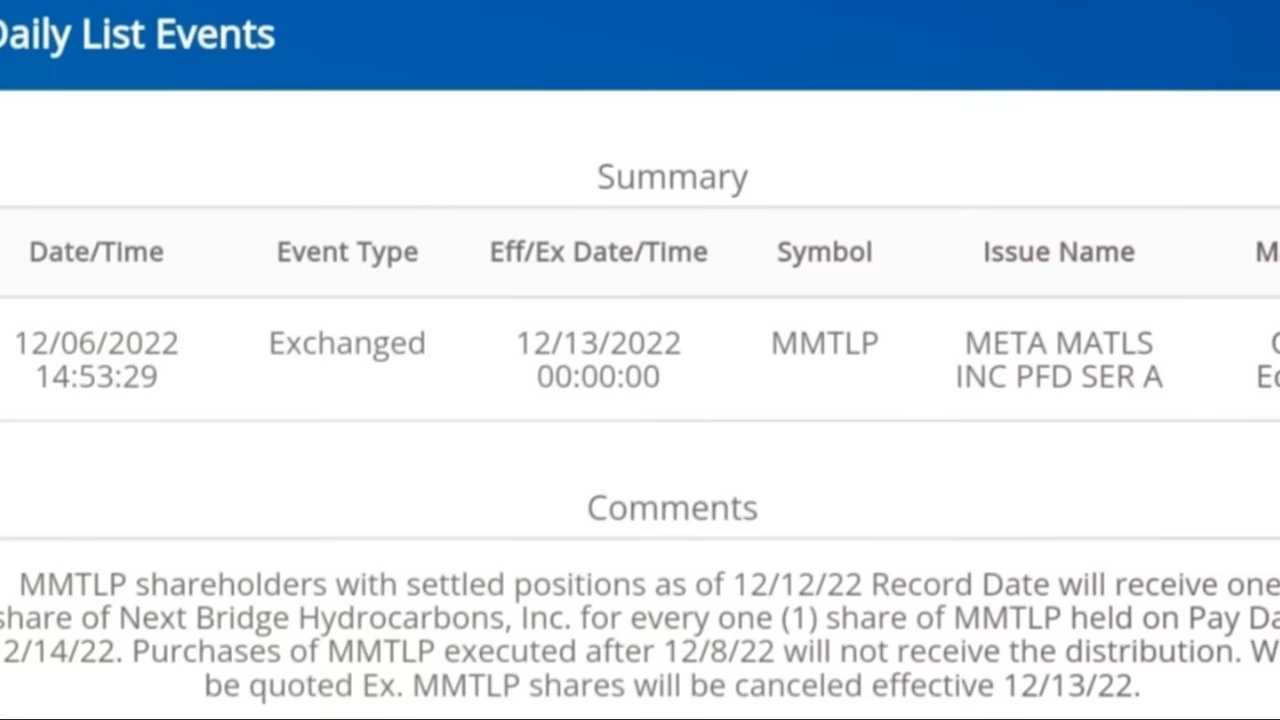 Daily List Events
Summary
Date/Time Event Type Eff/Ex Date/Time Symbol Issue Name
12/06/2022 Exchanged 12/13/2022 MMTLP META MATLS
14:53:29 00:00:00 INC PFD SER A
Comments
MMTLP shareholders with settled positions as of 12/12/22 Record Date will receive one
share of Next Bridge Hydrocarbons, Inc. for every one (1) share of MMTLP held on Pay
2/14/22. Purchases of MMTLP executed after 12/8/22 will not receive the distribution.
be quoted Ex. MMTLP shares will be canceled effective 12/13/22.